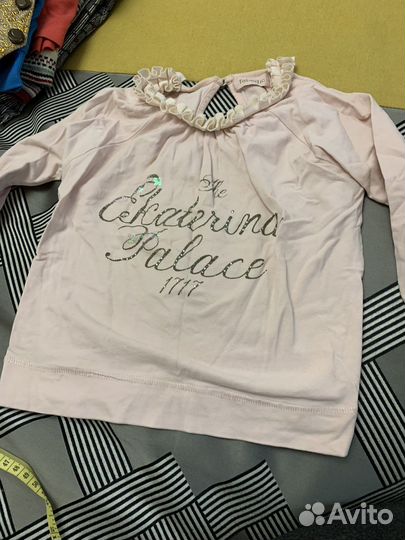 The
Ekaterina
Palace
1717
Avito